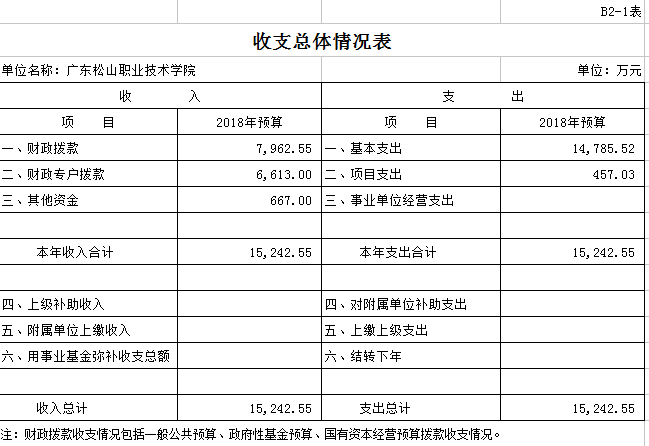 B2-1表
收支总体情况表
单位名称：广东松山职业技术学院 单位：万元
收 入 支 出
项 目 2018年预算 项 目 2018年预算
一、财政拨款 7,962.55 一、基本支出 14,785.52
二、财政专户拨款 6,613.00 二、项目支出 457.03
三、其他资金 667.00 三、事业单位经营支出
本年收入合计 15,242.55 本年支出合计 15,242.55
四、上级补助收入 四、对附属单位补助支出
五、附属单位上缴收入 五、上缴上级支出
六、用事业基金弥补收支总额 六、结转下年
收入总计 15,242.55 支出总计 15,242.55
注：财政拨款收支情况包括一般公共预算、政府性基金预算、国有资本经营预算拨款收支情况。